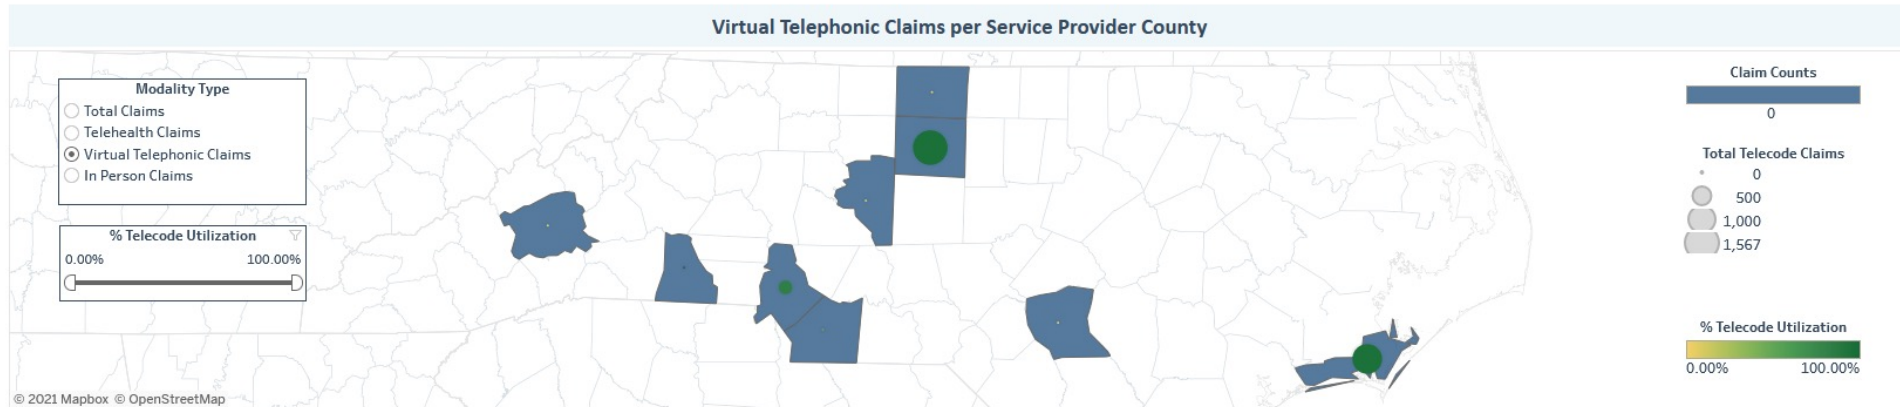 Virtual Telephonic Claims per Service Provider County
Modality Type
Total Claims
Telehealth Claims
Virtual Telephonic Claims
In Person Claims
% Telecode Utilization
0.00% 100.00%
© 2021 Mapbox © OpenStreetMap
Claim Counts
0
Total Telecode Claims
0
500
1,000
1,567
% Telecode Utilization
0.00% 100.00%